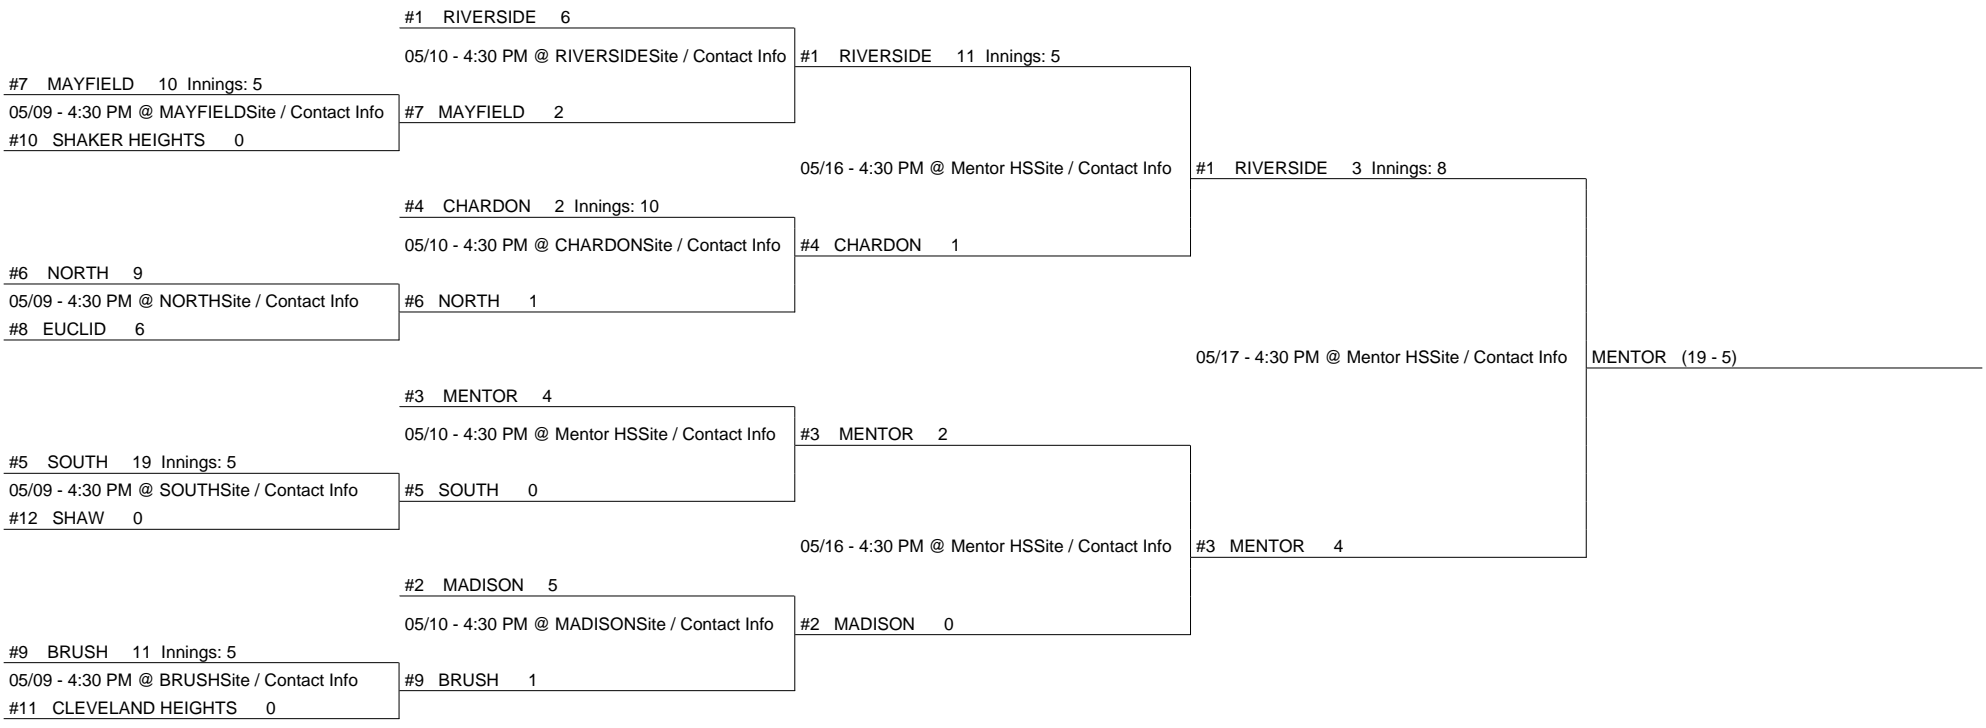 #1 RIVERSIDE 6
05/10 - 4:30 PM @ RIVERSIDESite / Contact Info
#1 RIVERSIDE 11 Innings: 5
#7 MAYFIELD 10 Innings: 5
05/09 - 4:30 PM @ MAYFIELDSite / Contact Info
#7 MAYFIELD 2
#10 SHAKER HEIGHTS 0
05/16 - 4:30 PM @ Mentor HSSite / Contact Info
#1 RIVERSIDE 3 Innings: 8
#4 CHARDON 2 Innings: 10
05/10 - 4:30 PM @ CHARDONSite / Contact Info
#4 CHARDON 1
#6 NORTH 9
05/09 - 4:30 PM @ NORTHSite / Contact Info
#6 NORTH 1
#8 EUCLID 6
05/17 - 4:30 PM @ Mentor HSSite / Contact Info
MENTOR (19 - 5)
#3 MENTOR 4
05/10 - 4:30 PM @ Mentor HSSite / Contact Info
#3 MENTOR 2
#5 SOUTH 19 Innings: 5
05/09 - 4:30 PM @ SOUTHSite / Contact Info
#5 SOUTH 0
#12 SHAW 0
05/16 - 4:30 PM @ Mentor HSSite / Contact Info
#3 MENTOR 4
#2 MADISON 5
05/10 - 4:30 PM @ MADISONSite / Contact Info
#2 MADISON 0
#9 BRUSH 11 Innings: 5
05/09 - 4:30 PM @ BRUSHSite / Contact Info
#9 BRUSH 1
#11 CLEVELAND HEIGHTS 0